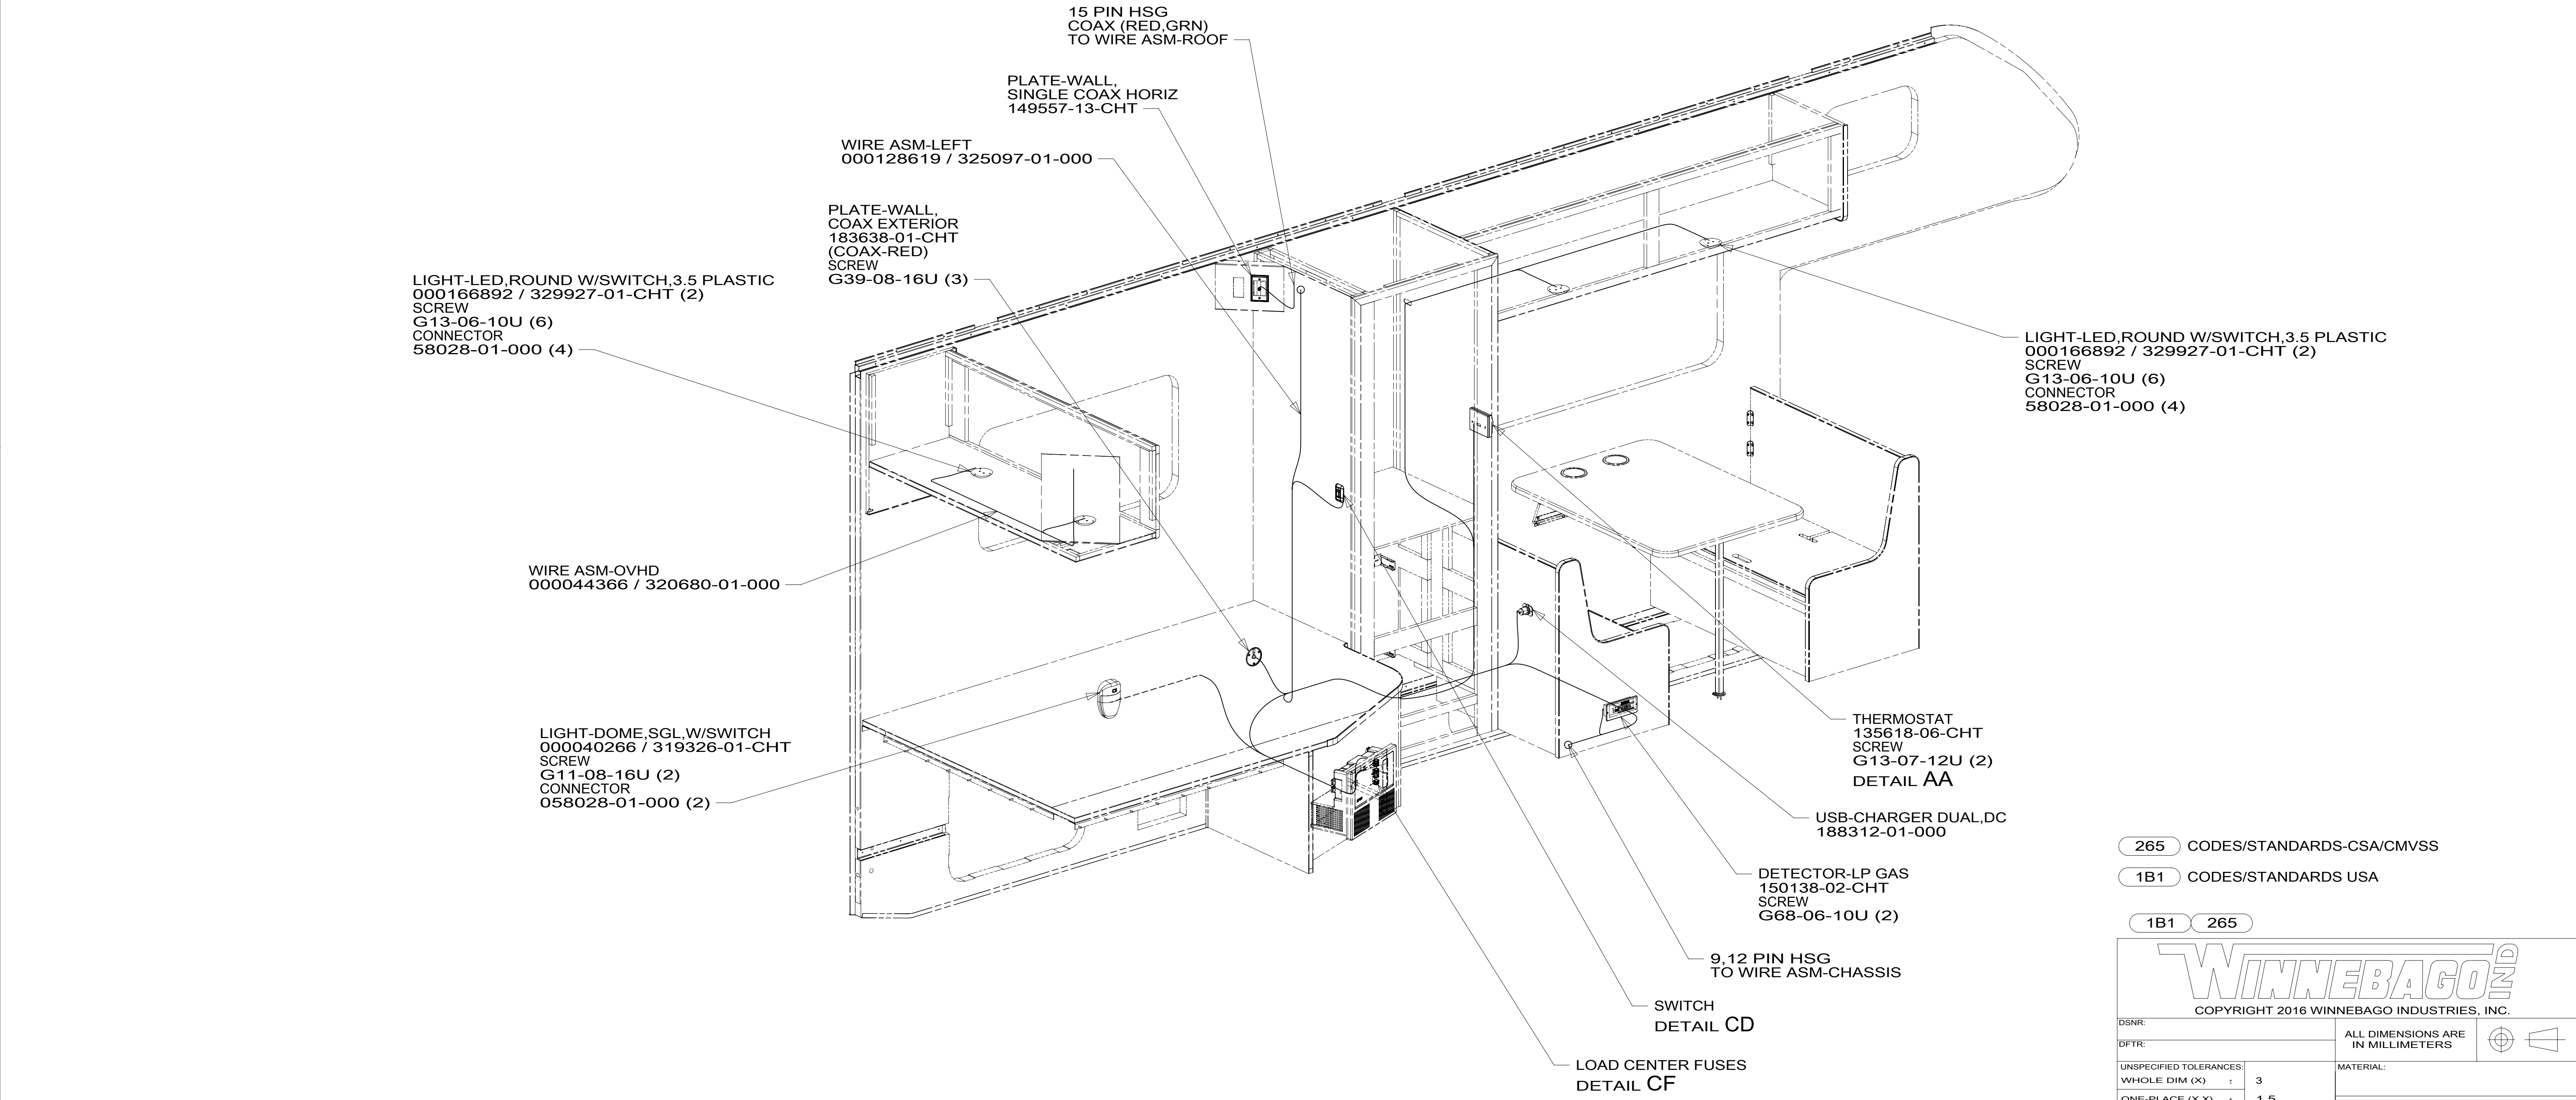 15 PIN HSG
COAX (RED,GRN)
TO WIRE ASM-ROOF
PLATE-WALL,
SINGLE COAX HORIZ
149557-13-CHT
WIRE ASM-LEFT
000128619 / 325097-01-000
PLATE-WALL,
COAX EXTERIOR
183638-01-CHT
(COAX-RED)
SCREW
G39-08-16U (3)
LIGHT-LED,ROUND W/SWITCH,3.5 PLASTIC
000166892 / 329927-01-CHT (2)
SCREW
G13-06-10U (6)
CONNECTOR
58028-01-000 (4)
LIGHT-LED,ROUND W/SWITCH,3.5 PLASTIC
000166892 / 329927-01-CHT (2)
SCREW
G13-06-10U (6)
CONNECTOR
58028-01-000 (4)
WIRE ASM-OVHD
000044366 / 320680-01-000
LIGHT-DOME,SGL,W/SWITCH
000040266 / 319326-01-CHT
SCREW
G11-08-16U (2)
CONNECTOR
058028-01-000 (2)
THERMOSTAT
135618-06-CHT
SCREW
G13-07-12U (2)
DETAIL AA
USB-CHARGER DUAL,DC
188312-01-000
DETECTOR-LP GAS
150138-02-CHT
SCREW
G68-06-10U (2)
9,12 PIN HSG
TO WIRE ASM-CHASSIS
SWITCH
DETAIL CD
LOAD CENTER FUSES
DETAIL CF
265 CODES/STANDARDS-CSA/CMVSS
1B1 CODES/STANDARDS USA
1B1 265
WINNEBAGO IND
COPYRIGHT 2016 WINNEBAGO INDUSTRIES, INC.
DSNR:
DFTR:
ALL DIMENSIONS ARE
IN MILLIMETERS
UNSPECIFIED TOLERANCES:
MATERIAL:
WHOLE DIM (X) ± 3
ONE-PLACE (X.X) ± 1.5